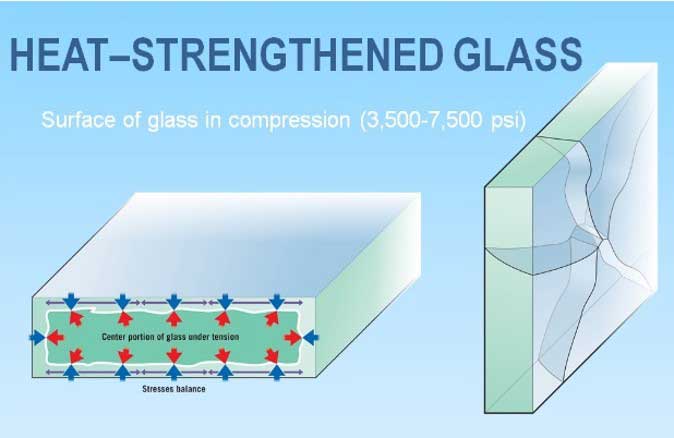 HEAT–STRENGTHENED GLASS
Surface of glass in compression (3,500-7,500 psi)
Center portion of glass under tension
Stresses balance